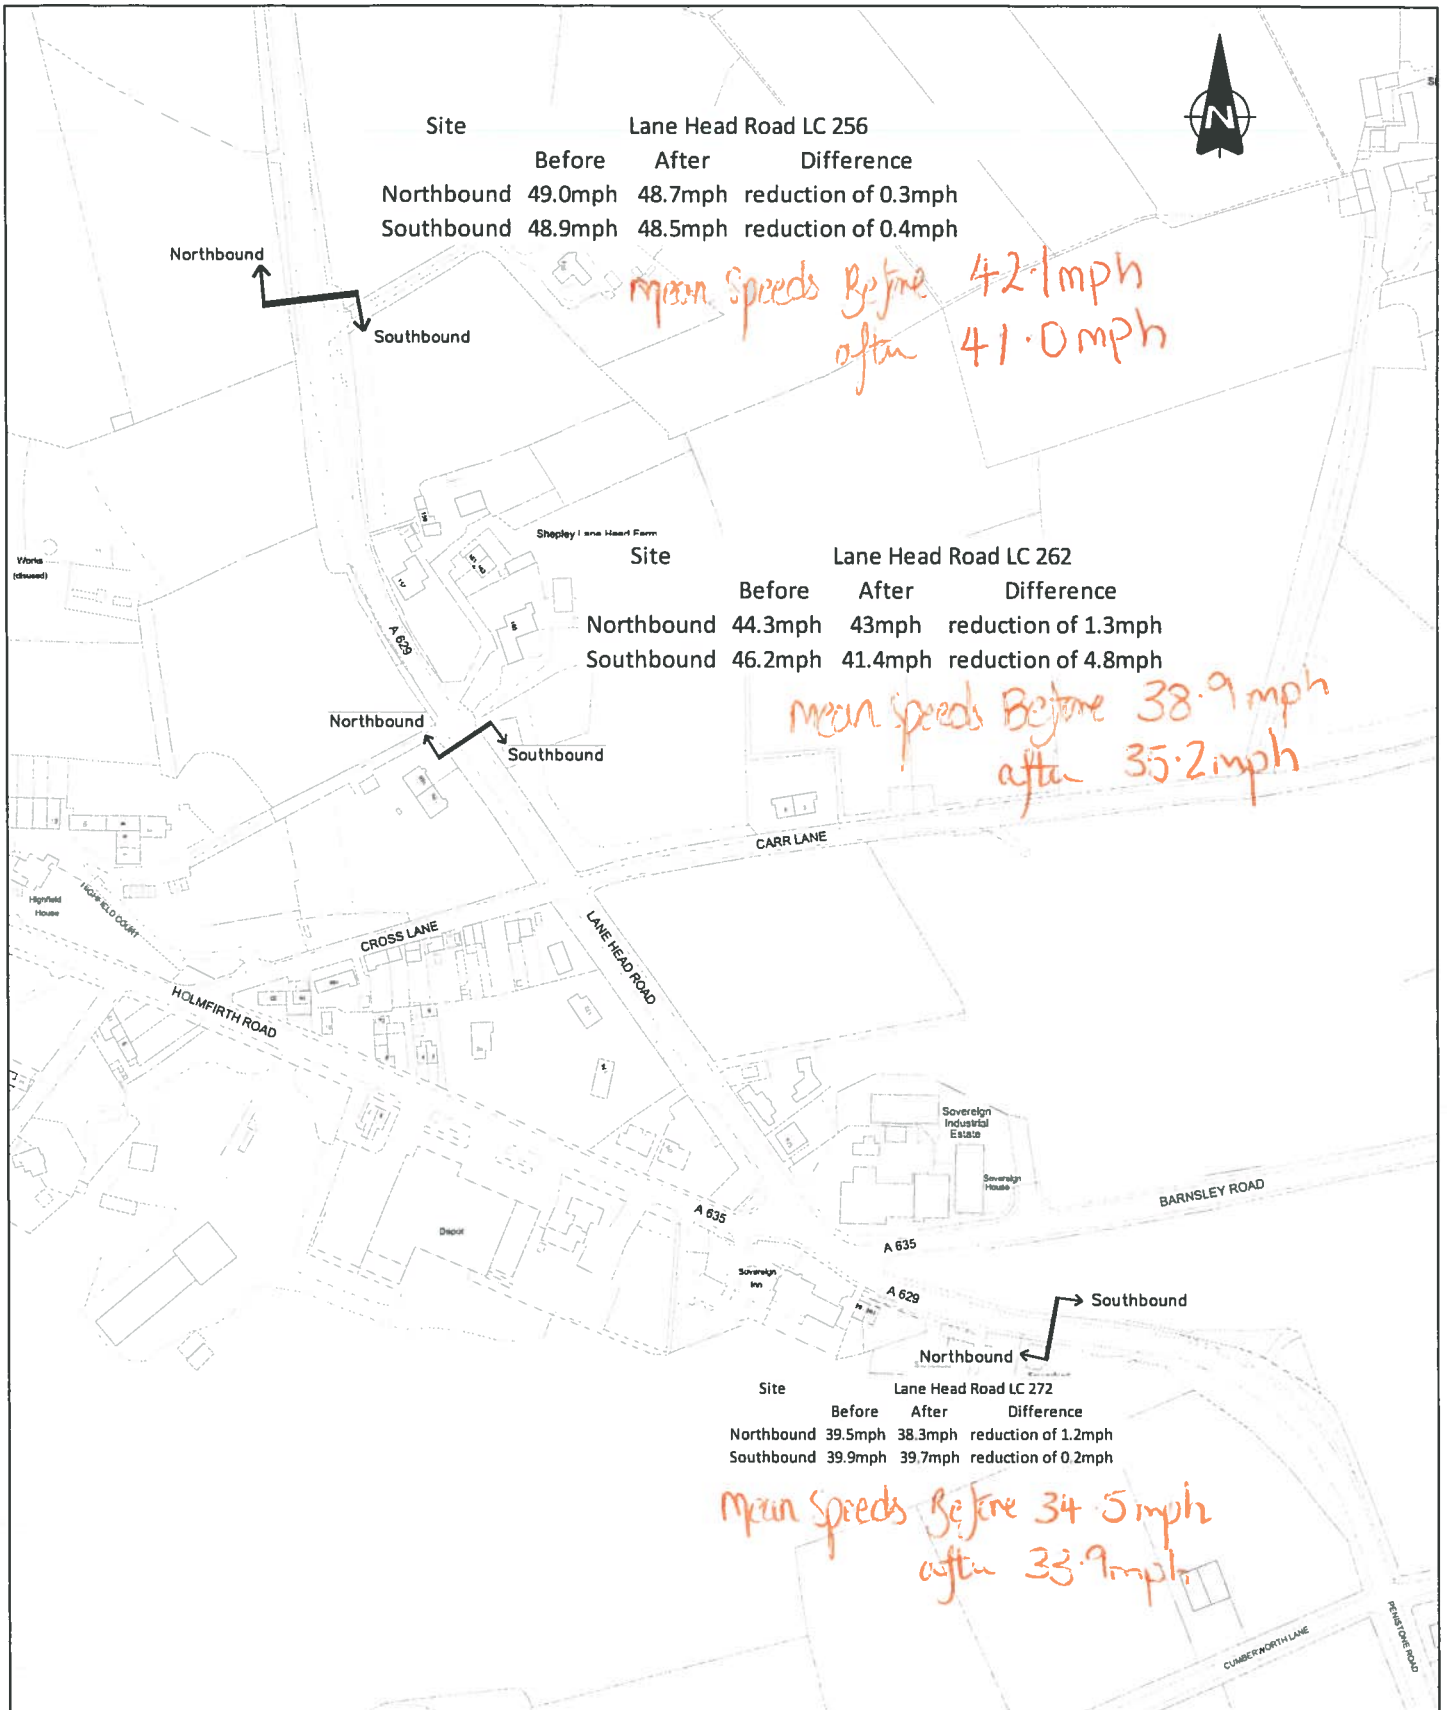 N
Site Lane Head Road LC 256
Before After Difference
Northbound 49.0mph 48.7mph reduction of 0.3mph
Southbound 48.9mph 48.5mph reduction of 0.4mph
Northbound
Southbound
Mean Speeds Before 42.1mph
after 41.0mph
Works
(disused)
Shepley Lane Head Farm
Site Lane Head Road LC 262
Before After Difference
Northbound 44.3mph 43mph reduction of 1.3mph
Southbound 46.2mph 41.4mph reduction of 4.8mph
A 629
Mean Speeds Before 38.9mph
after 35.2mph
Northbound
Southbound
CARR LANE
Highfield
House
HIGHFIELD COURT
CROSS LANE
LANE HEAD ROAD
HOLMFIRTH ROAD
Sovereign
Industrial
Estate
Sovereign
House
BARNSLEY ROAD
A 635
Depot
A 635
Sovereign
Inn
A 629
Southbound
Northbound
Site Lane Head Road LC 272
Before After Difference
Northbound 39.5mph 38.3mph reduction of 1.2mph
Southbound 39.9mph 39.7mph reduction of 0.2mph
Mean Speeds Before 34.5mph
after 33.9mph
CUMBERWORTH LANE
PENISTONE ROAD